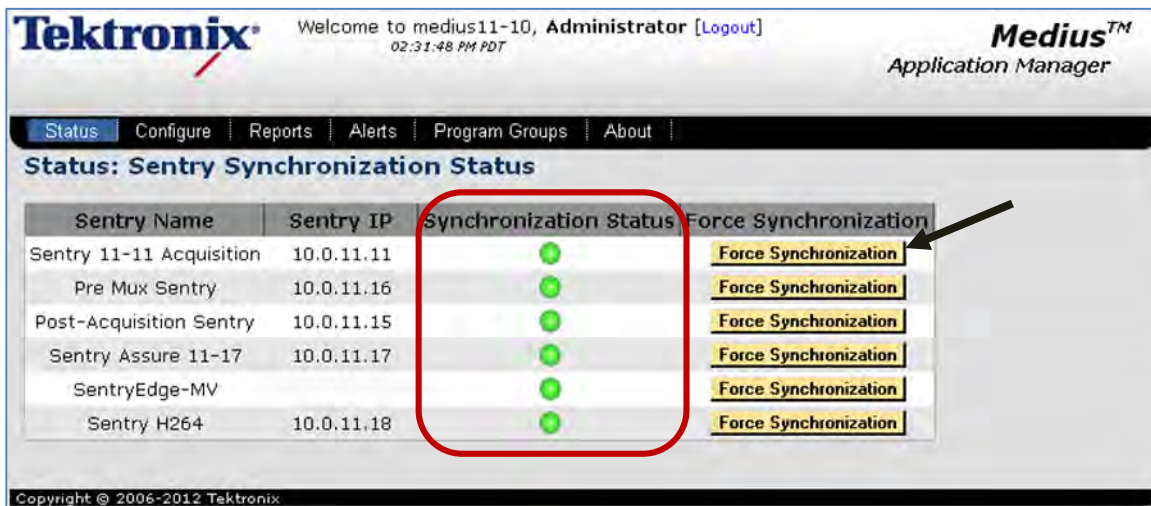 Tektronix®
Welcome to medius11-10, Administrator [Logout]
02:31:48 PM PDT
Medius™
Application Manager
Status Configure Reports Alerts Program Groups About
Status: Sentry Synchronization Status
Sentry Name Sentry IP Synchronization Status Force Synchronization
Sentry 11-11 Acquisition 10.0.11.11 Force Synchronization
Pre Mux Sentry 10.0.11.16 Force Synchronization
Post-Acquisition Sentry 10.0.11.15 Force Synchronization
Sentry Assure 11-17 10.0.11.17 Force Synchronization
SentryEdge-MV Force Synchronization
Sentry H264 10.0.11.18 Force Synchronization
Copyright © 2006-2012 Tektronix